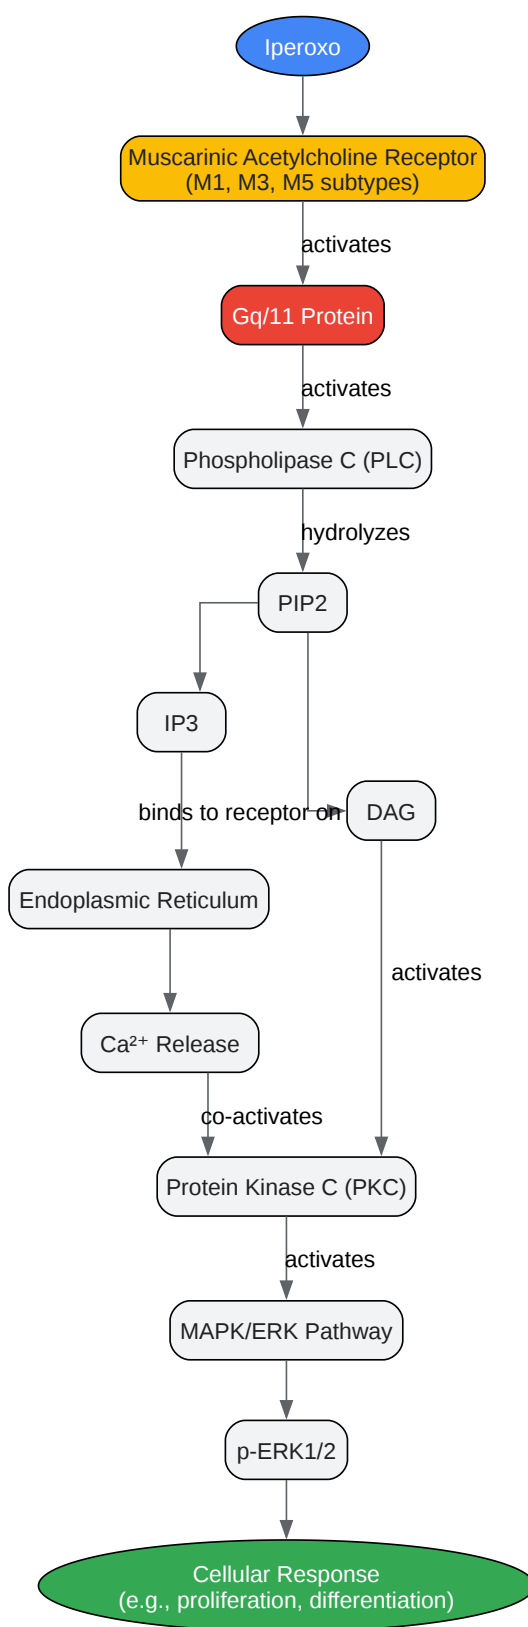 Iperoxo
Muscarinic Acetylcholine Receptor
(M1, M3, M5 subtypes)
activates
Gq/11 Protein
activates
Phospholipase C (PLC)
hydrolyzes
PIP2
IP3
binds to receptor on
DAG
Endoplasmic Reticulum
activates
Ca²⁺ Release
co-activates
Protein Kinase C (PKC)
activates
MAPK/ERK Pathway
p-ERK1/2
Cellular Response
(e.g., proliferation, differentiation)